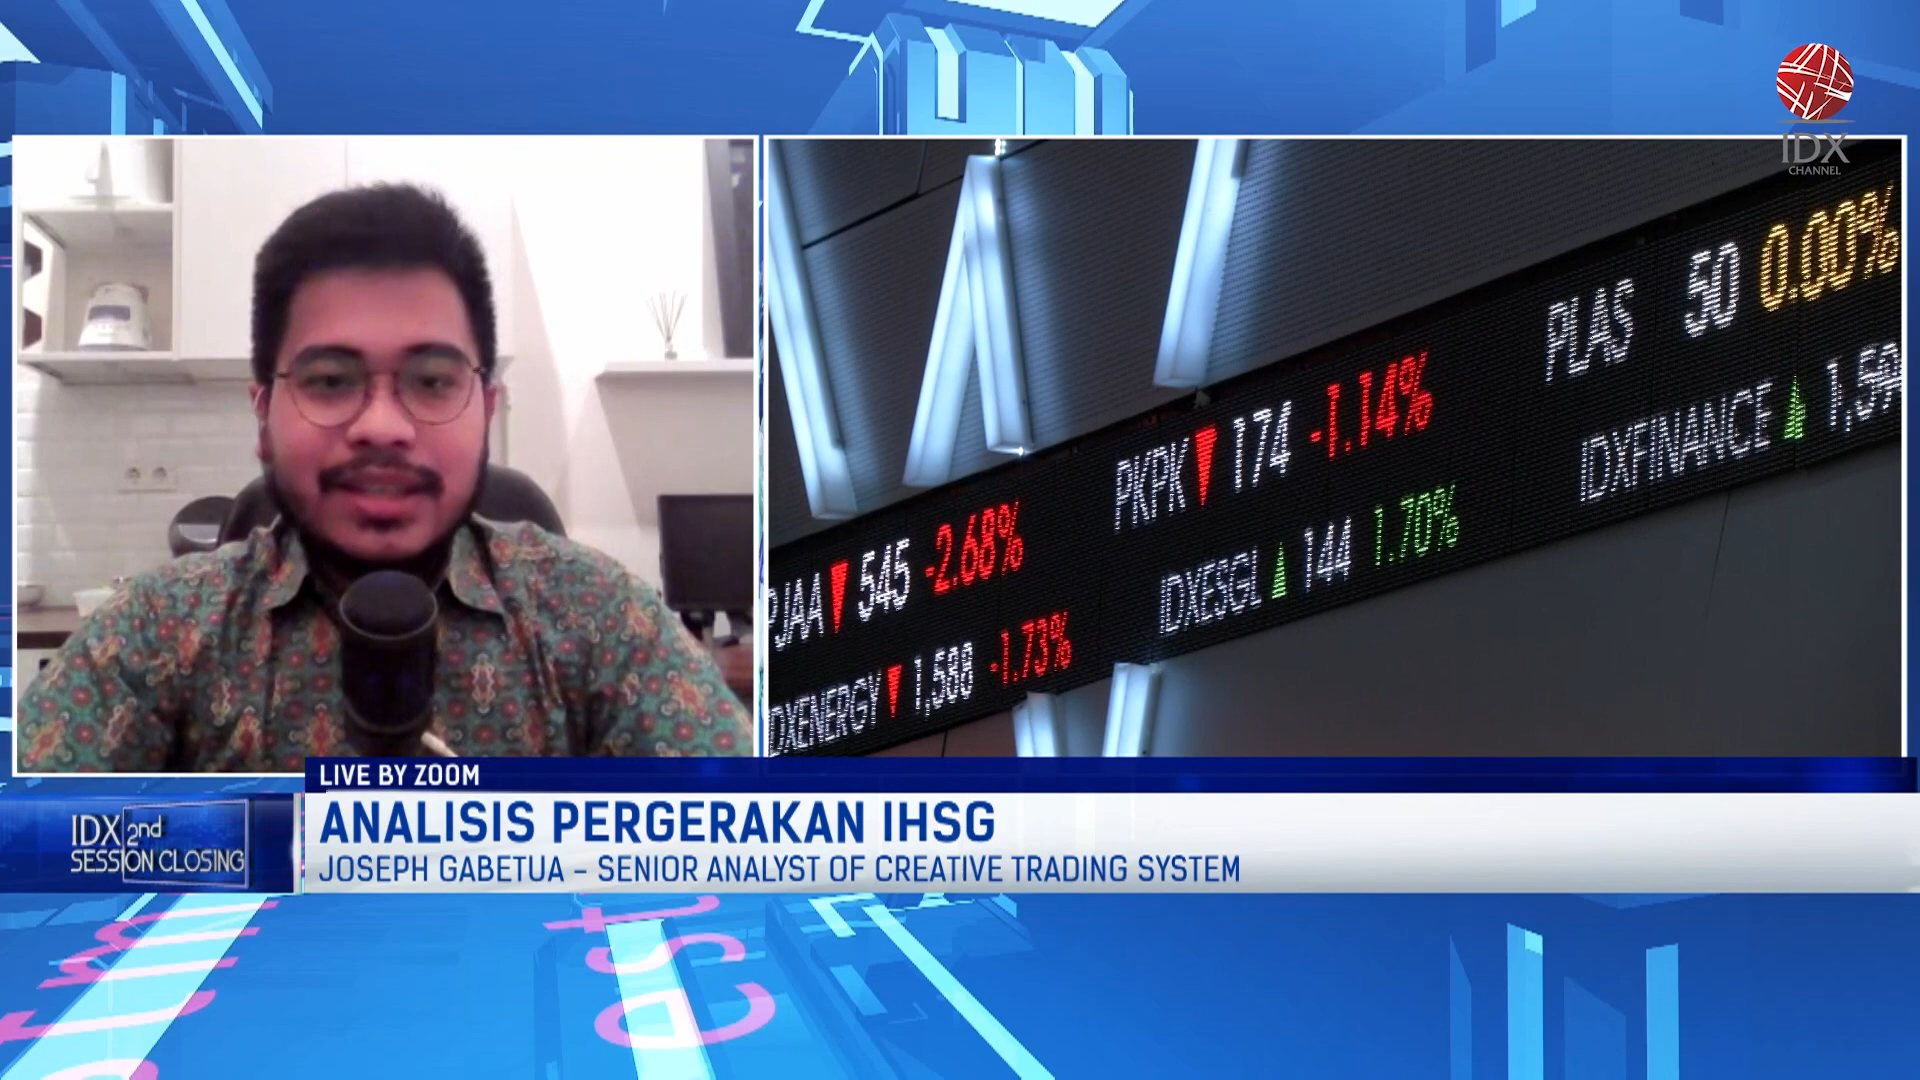 IDX
CHANNEL
PLAS 50 0.00%
PKPK 174 -1.14%
IDXFINANCE
545 -2.68%
IDXESGL 144 1.70%
1,588 -1.73%
LIVE BY ZOOM
ANALISIS PERGERAKAN IHSG
JOSEPH GABETUA – SENIOR ANALYST OF CREATIVE TRADING SYSTEM
IDX 2nd
SESSION CLOSING